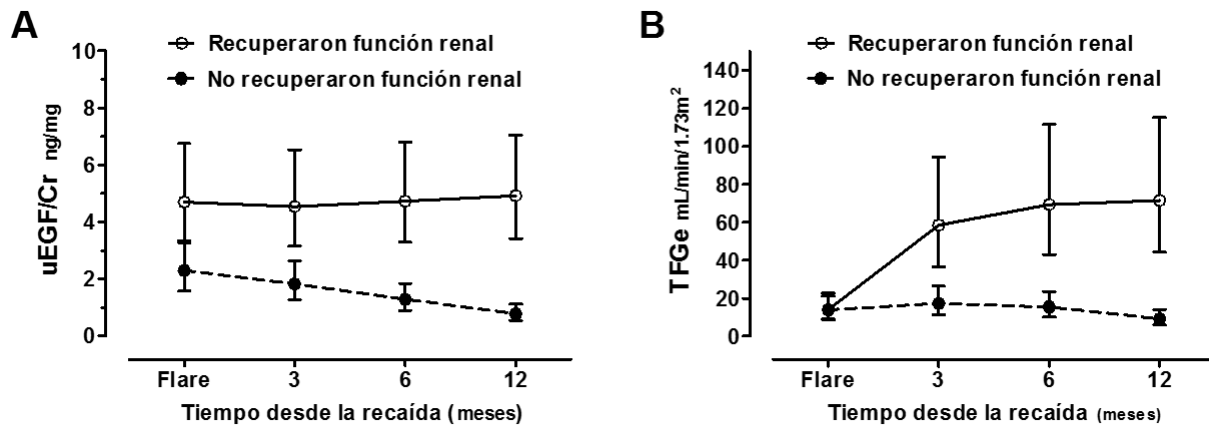 A
uEGF/Cr ng/mg
10
8
6
4
2
0
Recuperaron función renal
No recuperaron función renal
Flare 3 6 12
Tiempo desde la recaída (meses)
B
TFGe mL/min/1.73m²
140
120
100
80
60
40
20
0
Recuperaron función renal
No recuperaron función renal
Flare 3 6 12
Tiempo desde la recaída (meses)